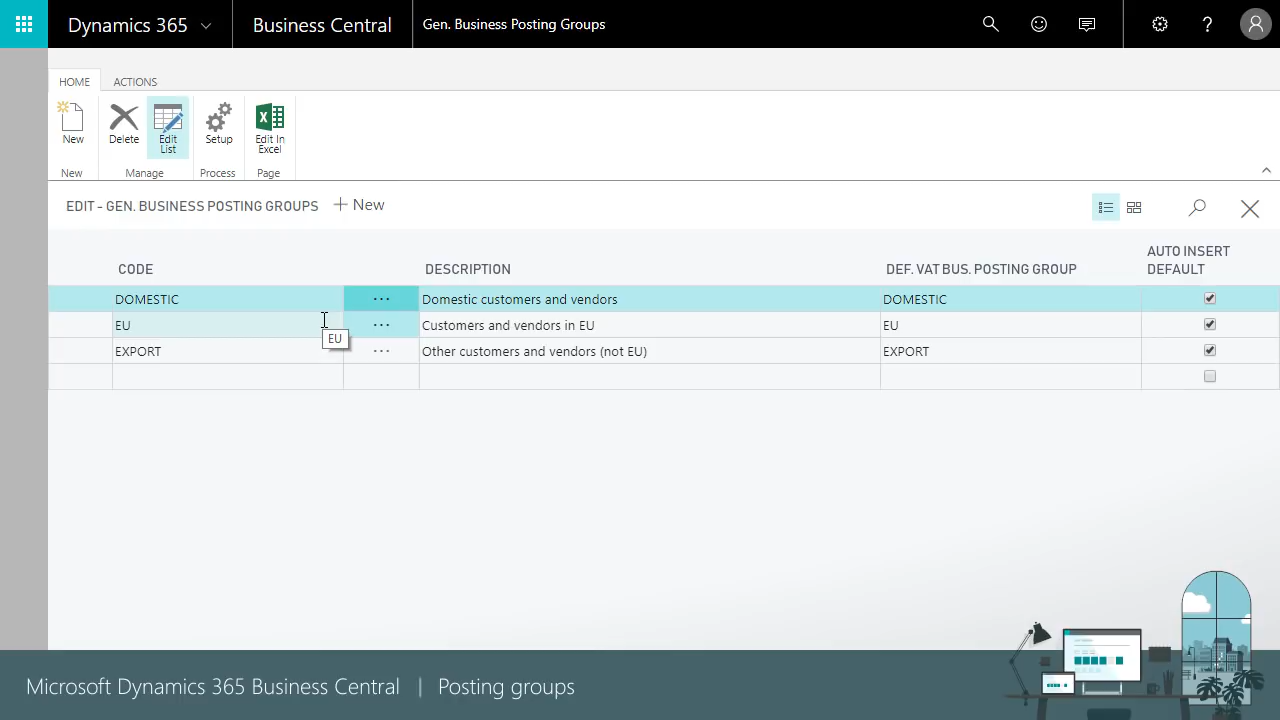 Dynamics 365 Business Central Gen. Business Posting Groups
HOME ACTIONS
New Delete Edit List Setup Edit In Excel
New Manage Process Page
EDIT - GEN. BUSINESS POSTING GROUPS + New
CODE DESCRIPTION DEF. VAT BUS. POSTING GROUP AUTO INSERT DEFAULT
DOMESTIC ··· Domestic customers and vendors DOMESTIC
EU ··· Customers and vendors in EU EU
EU
EXPORT ··· Other customers and vendors (not EU) EXPORT
Microsoft Dynamics 365 Business Central | Posting groups